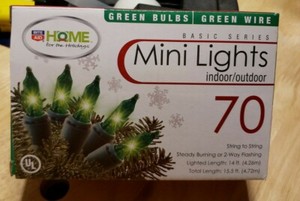 GREEN BULBS GREEN WIRE
BASIC SERIES
HOME
for the Holidays
Mini Lights
indoor/outdoor
70
String to String
Steady Burning or 2-Way Flashing
Lighted Length: 14 ft. (4.26m)
Total Length: 15.5 ft. (4.72m)
UL